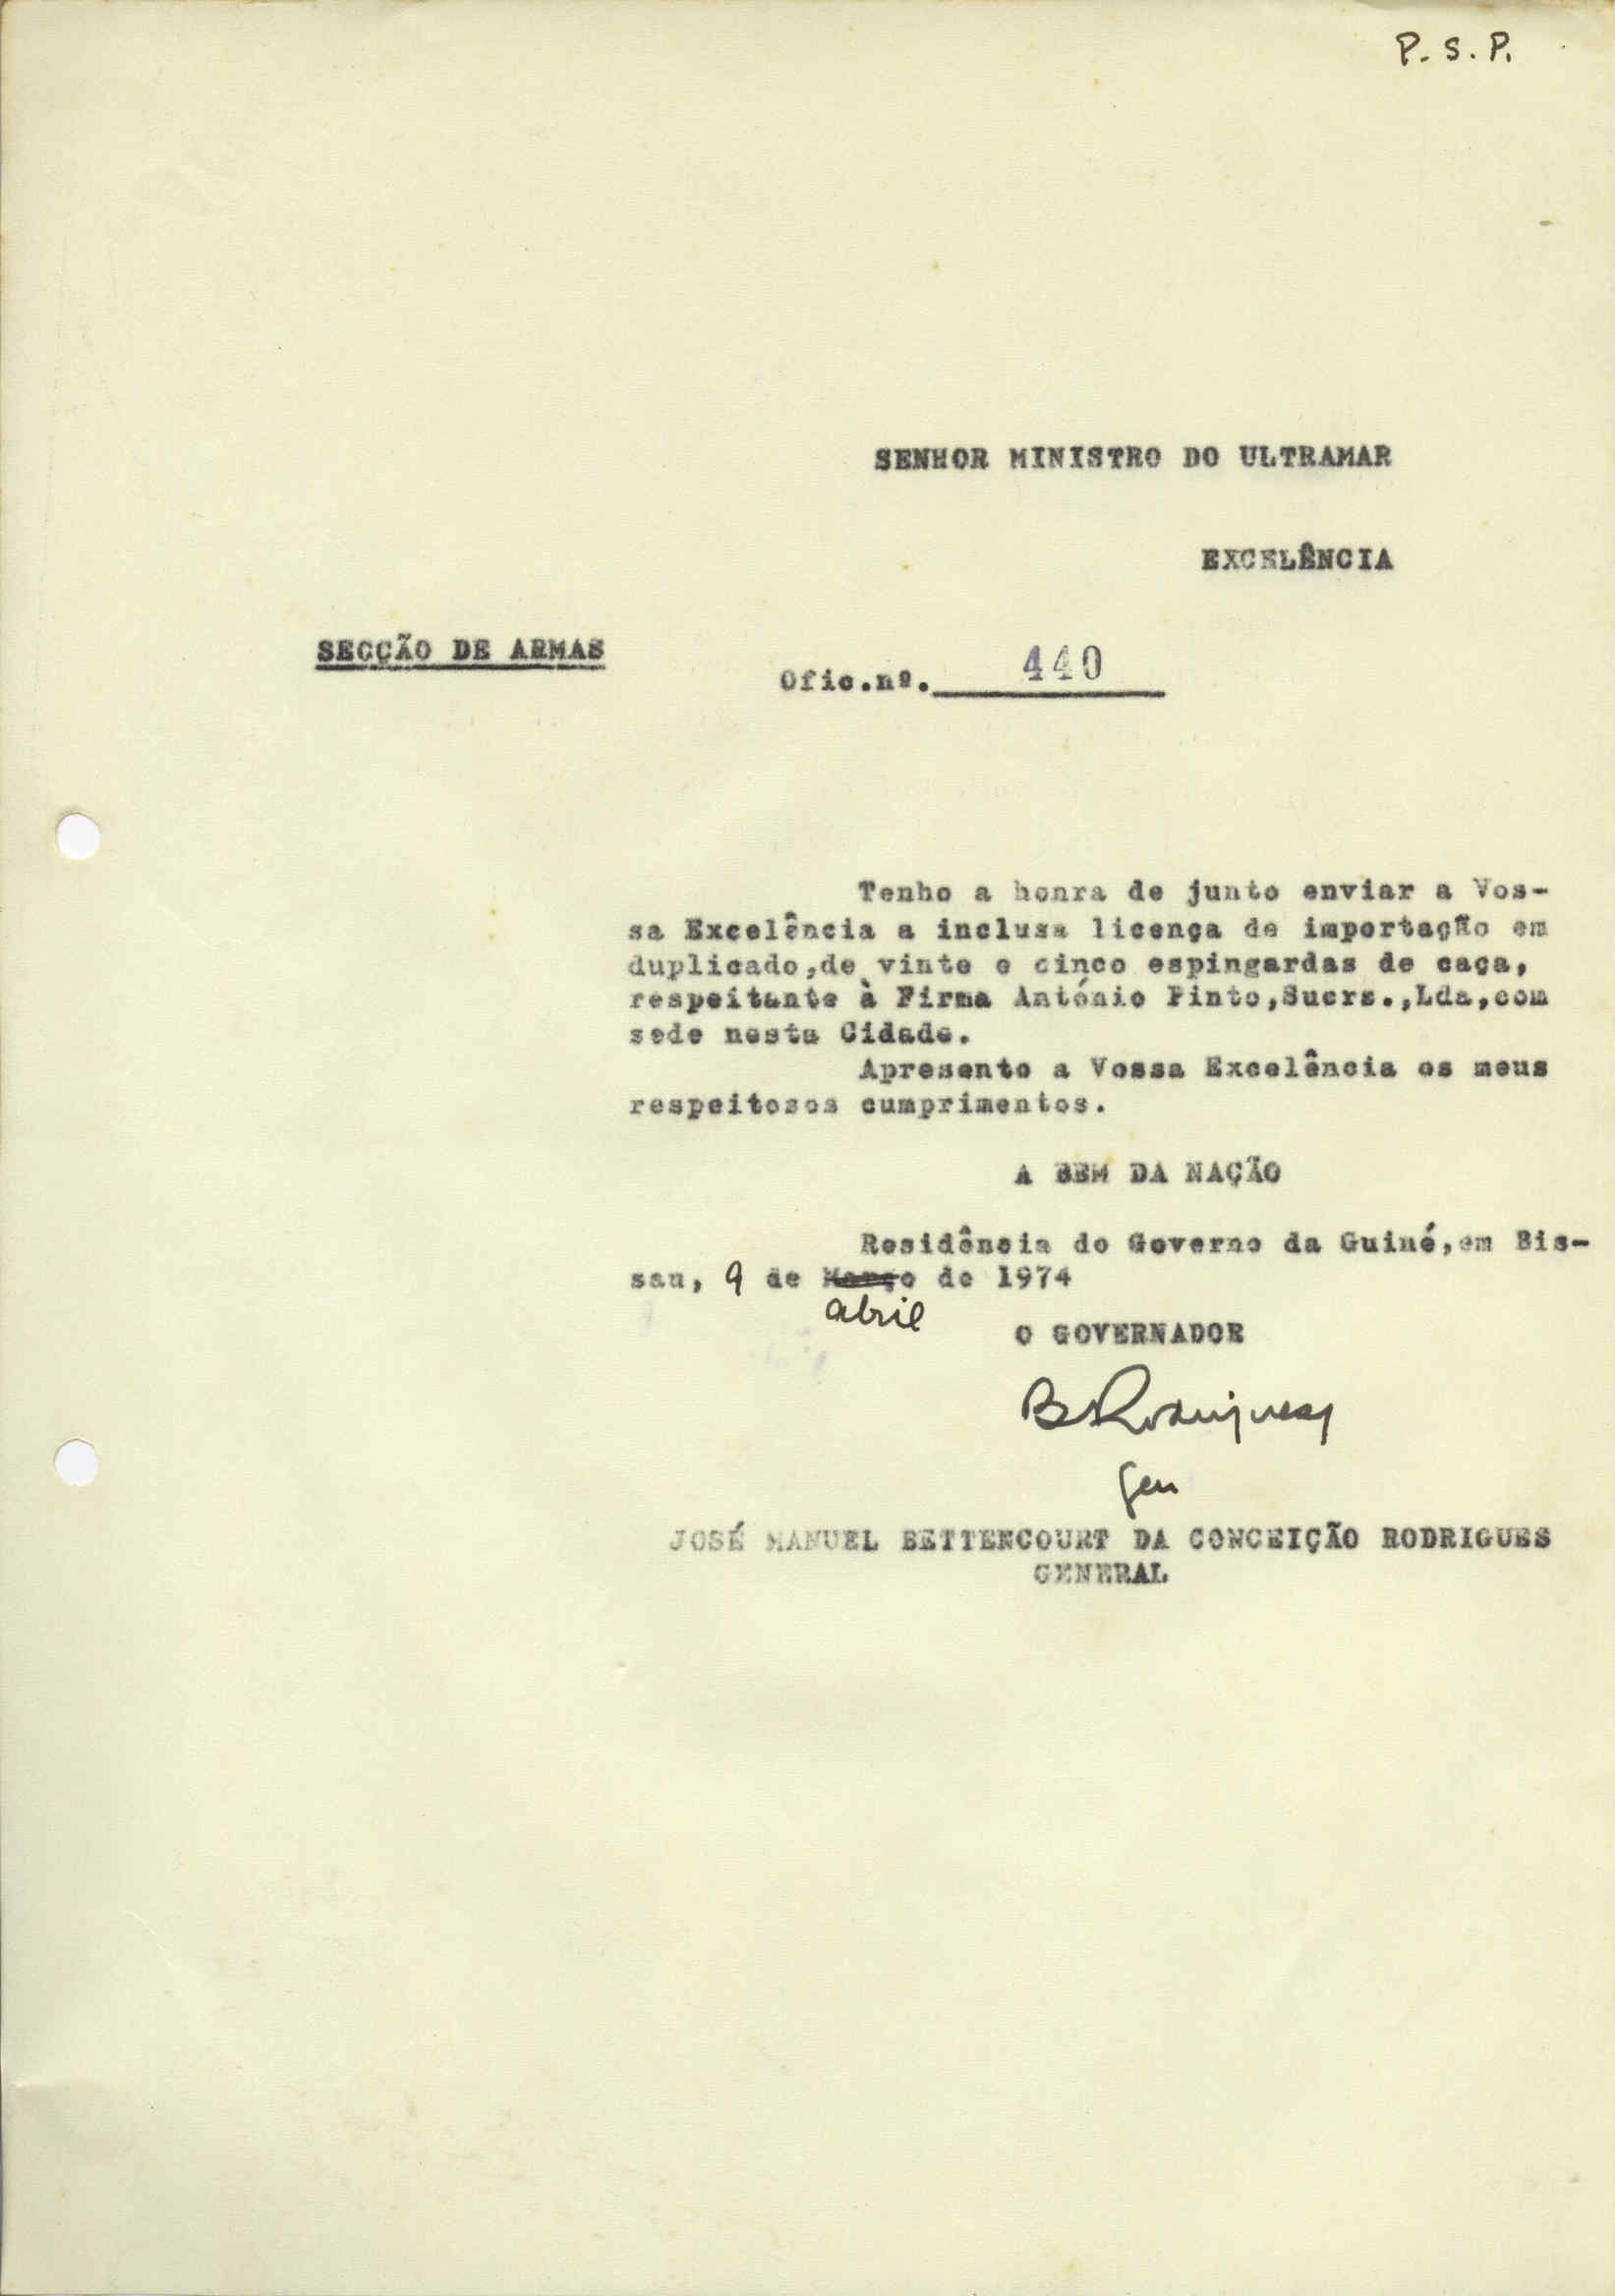 P. S. P.
SENHOR MINISTRO DO ULTRAMAR
EXCELÊNCIA
SECÇÃO DE ARMAS
Ofic.nº. 440
Tenho a honra de junto enviar a Vos-
sa Excelência a inclusa licença de importação em
duplicado,de vinte e cinco espingardas de caça,
respeitante à Firma António Pinto,Sucrs.,Lda,com
sede nesta Cidade.
Apresento a Vossa Excelência os meus
respeitosos cumprimentos.
A BEM DA NAÇÃO
Residência do Governo da Guiné,em Bis-
sau, 9 de Março de 1974
abril
O GOVERNADOR
B Rodrigues
Gen
JOSÉ MANUEL BETTENCOURT DA CONCEIÇÃO RODRIGUES
GENERAL